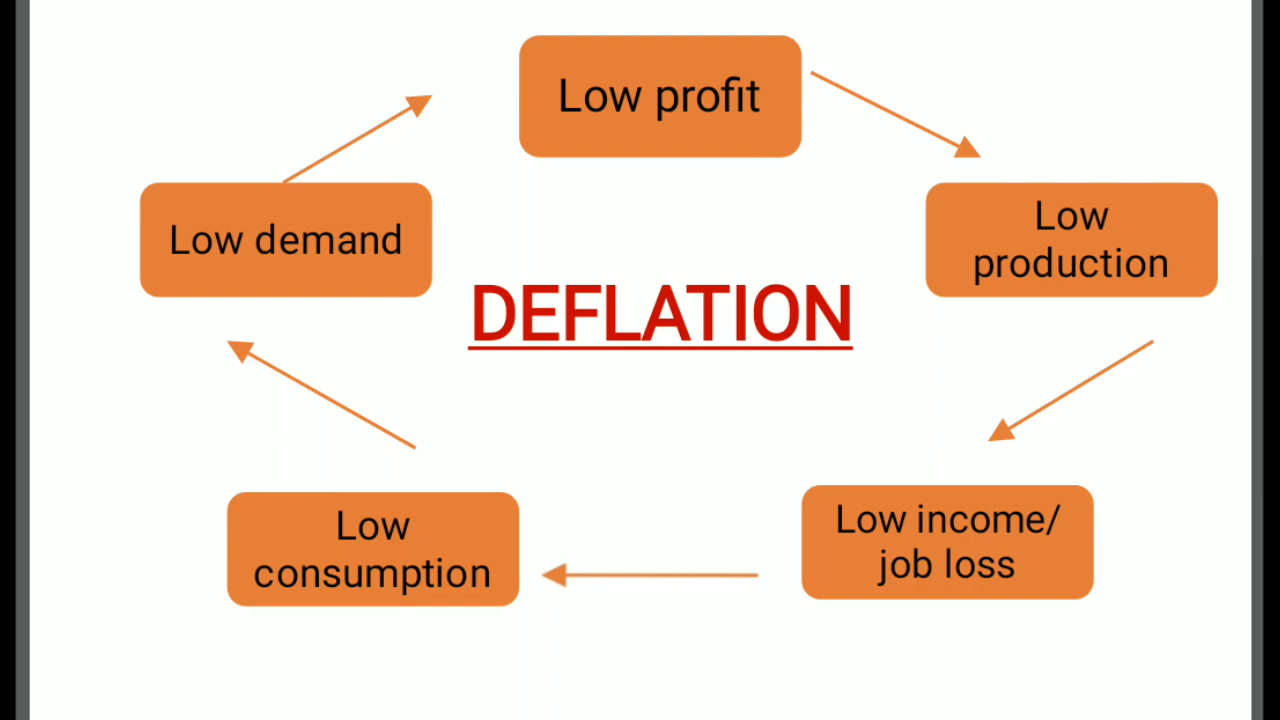 Low profit
Low demand
Low
production
DEFLATION
Low
consumption
Low income/
job loss